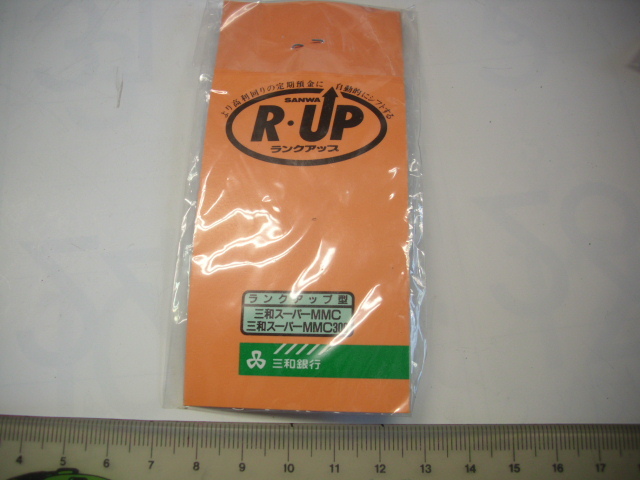 より高利回りの定期預金に 自動的にシフトする
SANWA
R·UP
ランクアップ
ランクアップ型
三和スーパーMMC
三和スーパーMMC300
三和銀行
4 5 6 7 8 9 10 11 12 13 14 15 16 17